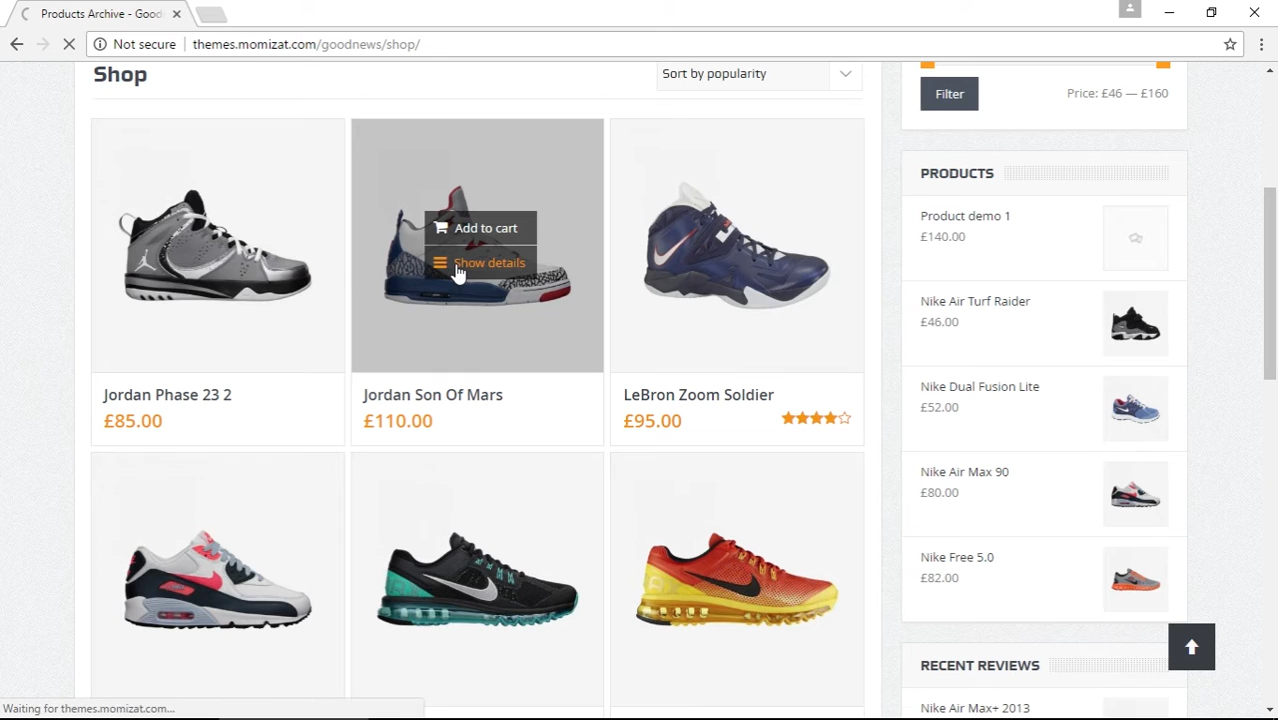 Products Archive - Good
Not secure
themes.momizat.com/goodnews/shop/
Shop
Sort by popularity
Filter
Price: £46 — £160
Add to cart
Show details
Jordan Phase 23 2
£85.00
Jordan Son Of Mars
£110.00
LeBron Zoom Soldier
£95.00
PRODUCTS
Product demo 1
£140.00
Nike Air Turf Raider
£46.00
Nike Dual Fusion Lite
£52.00
Nike Air Max 90
£80.00
Nike Free 5.0
£82.00
RECENT REVIEWS
Nike Air Max+ 2013
Waiting for themes.momizat.com...